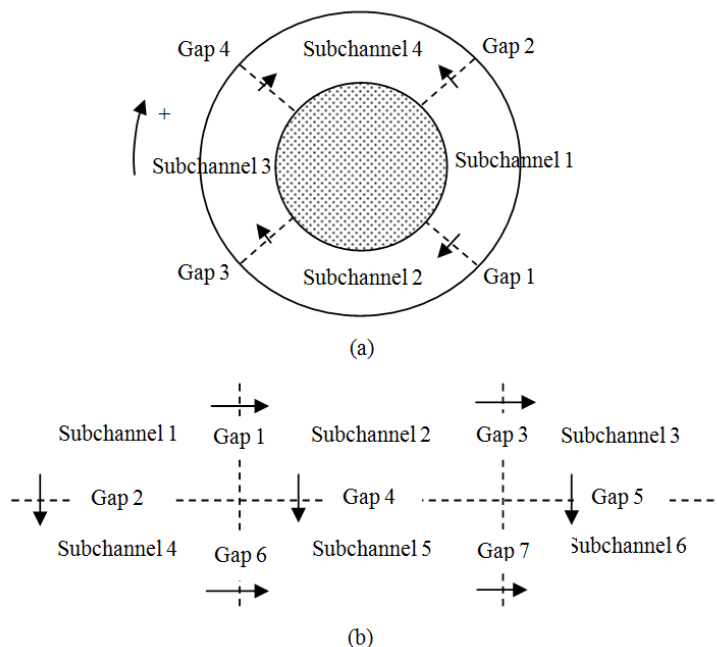 Gap 4
Subchannel 4
Gap 2
+
Subchannel 3
Subchannel 1
Gap 3
Subchannel 2
Gap 1
(a)
Subchannel 1
Gap 1
Subchannel 2
Gap 3
Subchannel 3
Gap 2
Gap 4
Gap 5
Subchannel 4
Gap 6
Subchannel 5
Gap 7
Subchannel 6
(b)